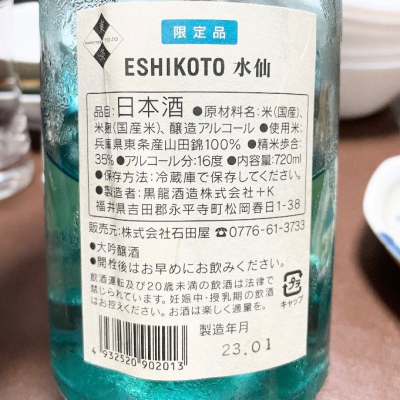 限定品
ESHIKOTO 水仙
品目:日本酒 ●原材料名:米(国産)、
米麹(国産米)、醸造アルコール ●使用米:
兵庫県東条産山田錦100% ●精米歩合:
35%●アルコール分:16度 ●内容量:720ml
●保存方法:冷蔵庫で保存してください。
●製造者:黒龍酒造株式会社+K
福井県吉田郡永平寺町松岡春日1-38
販売元:株式会社石田屋 ☎0776-61-3733
●大吟醸酒
●開栓後はお早めにお飲みください。
飲酒運転及び20歳未満の飲酒は法律で
禁じられています。妊娠中・授乳期の飲酒
はお控えください。お酒は楽しく適量を。
キャップ
製造年月
23.01
4 932520 902013